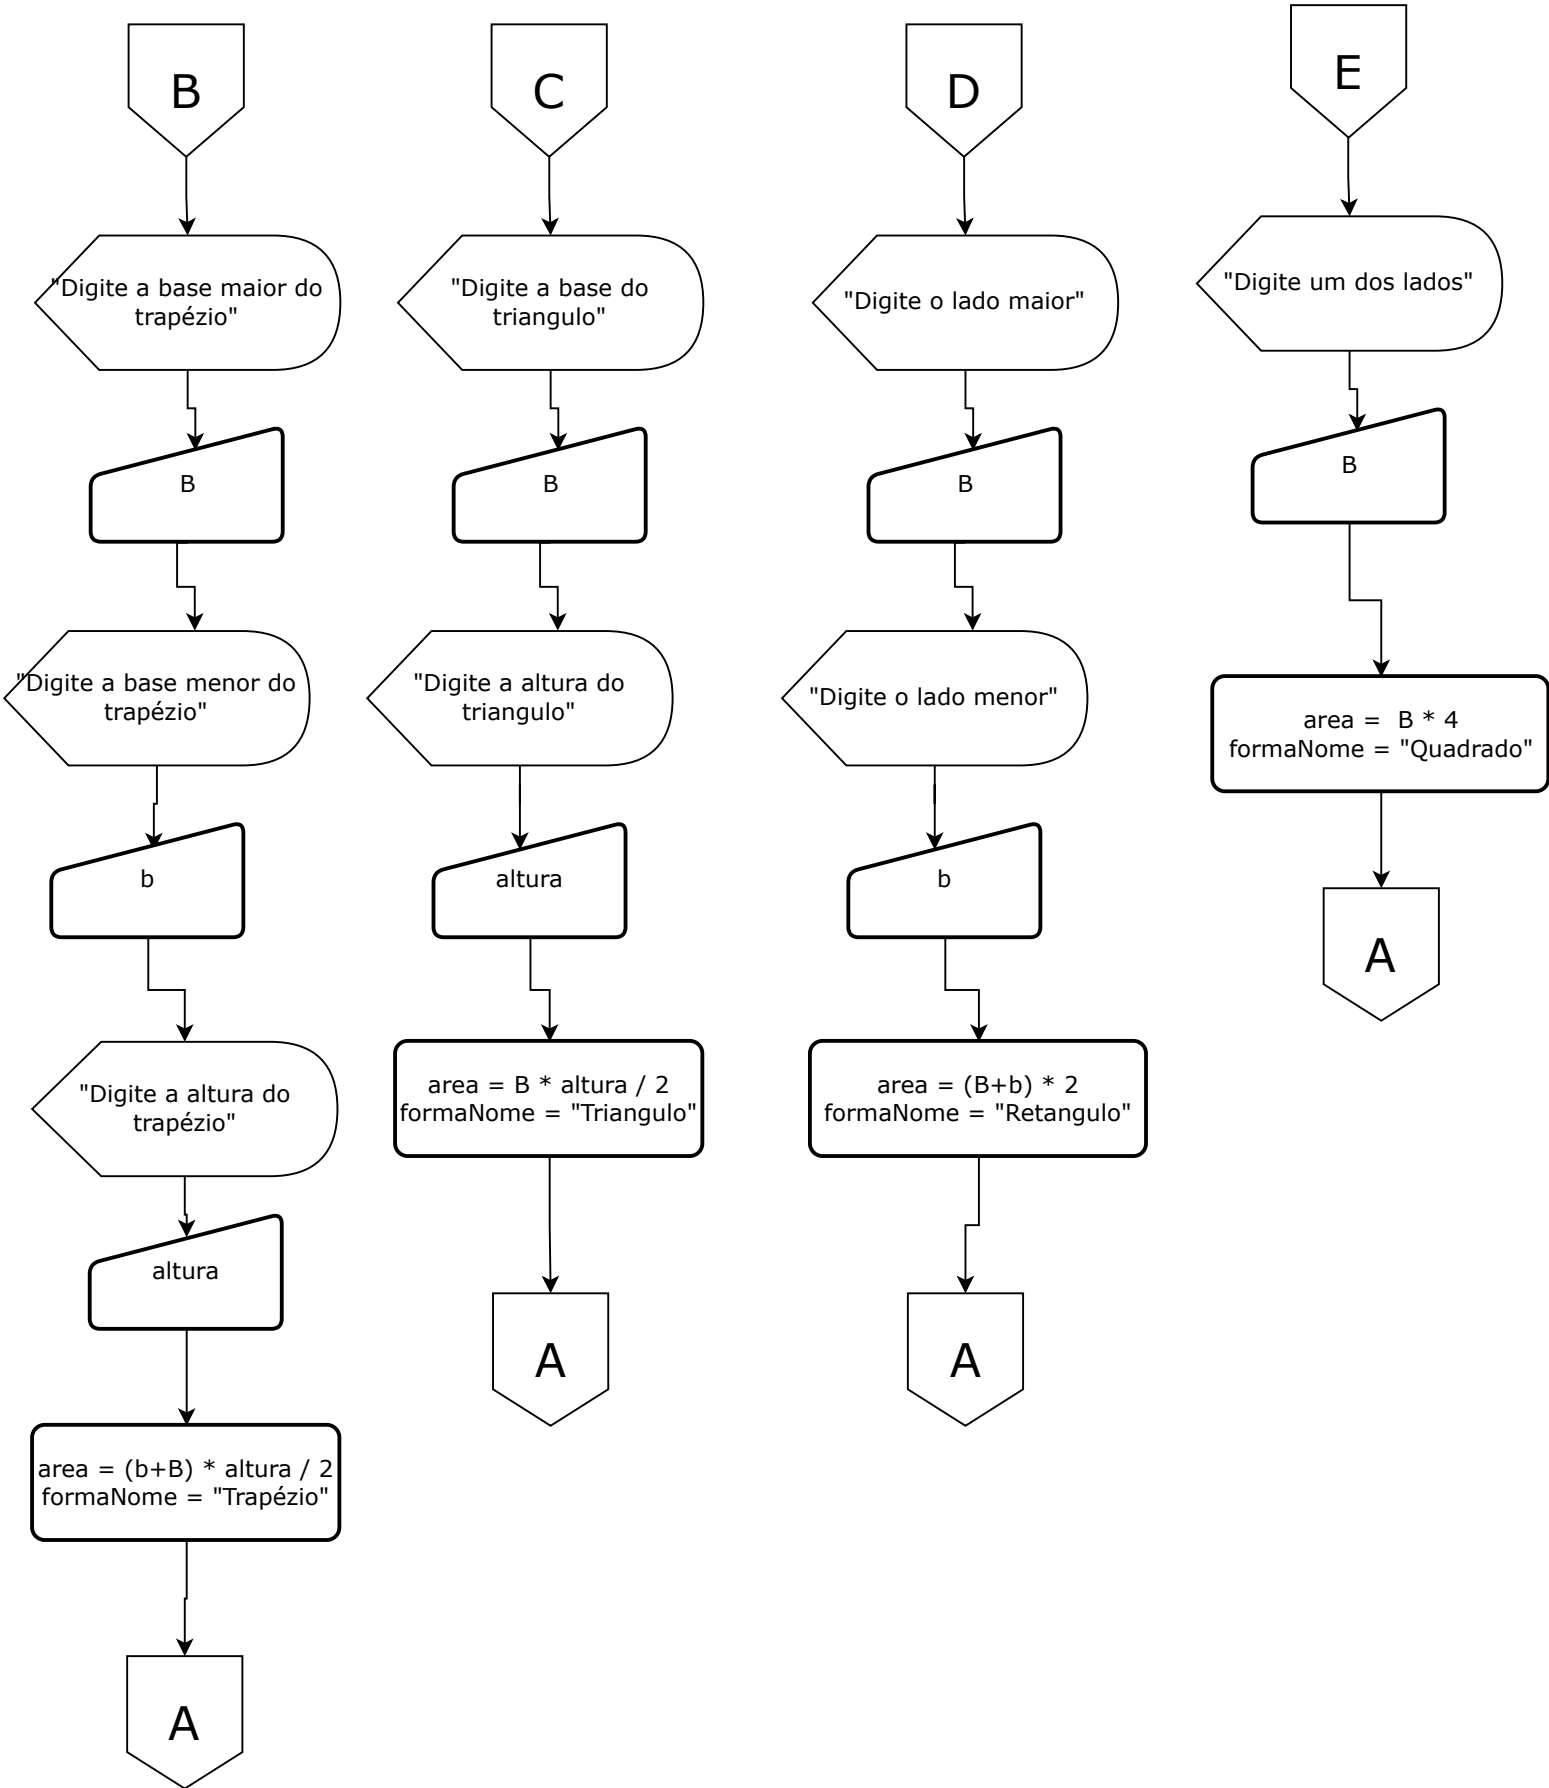 B
"Digite a base maior do
trapézio"
B
"Digite a base menor do
trapézio"
b
"Digite a altura do
trapézio"
altura
area = (b+B) * altura / 2
formaNome = "Trapézio"
A
C
"Digite a base do
triangulo"
B
"Digite a altura do
triangulo"
altura
area = B * altura / 2
formaNome = "Triangulo"
A
D
"Digite o lado maior"
B
"Digite o lado menor"
b
area = (B+b) * 2
formaNome = "Retangulo"
A
E
"Digite um dos lados"
B
area =  B * 4
formaNome = "Quadrado"
A